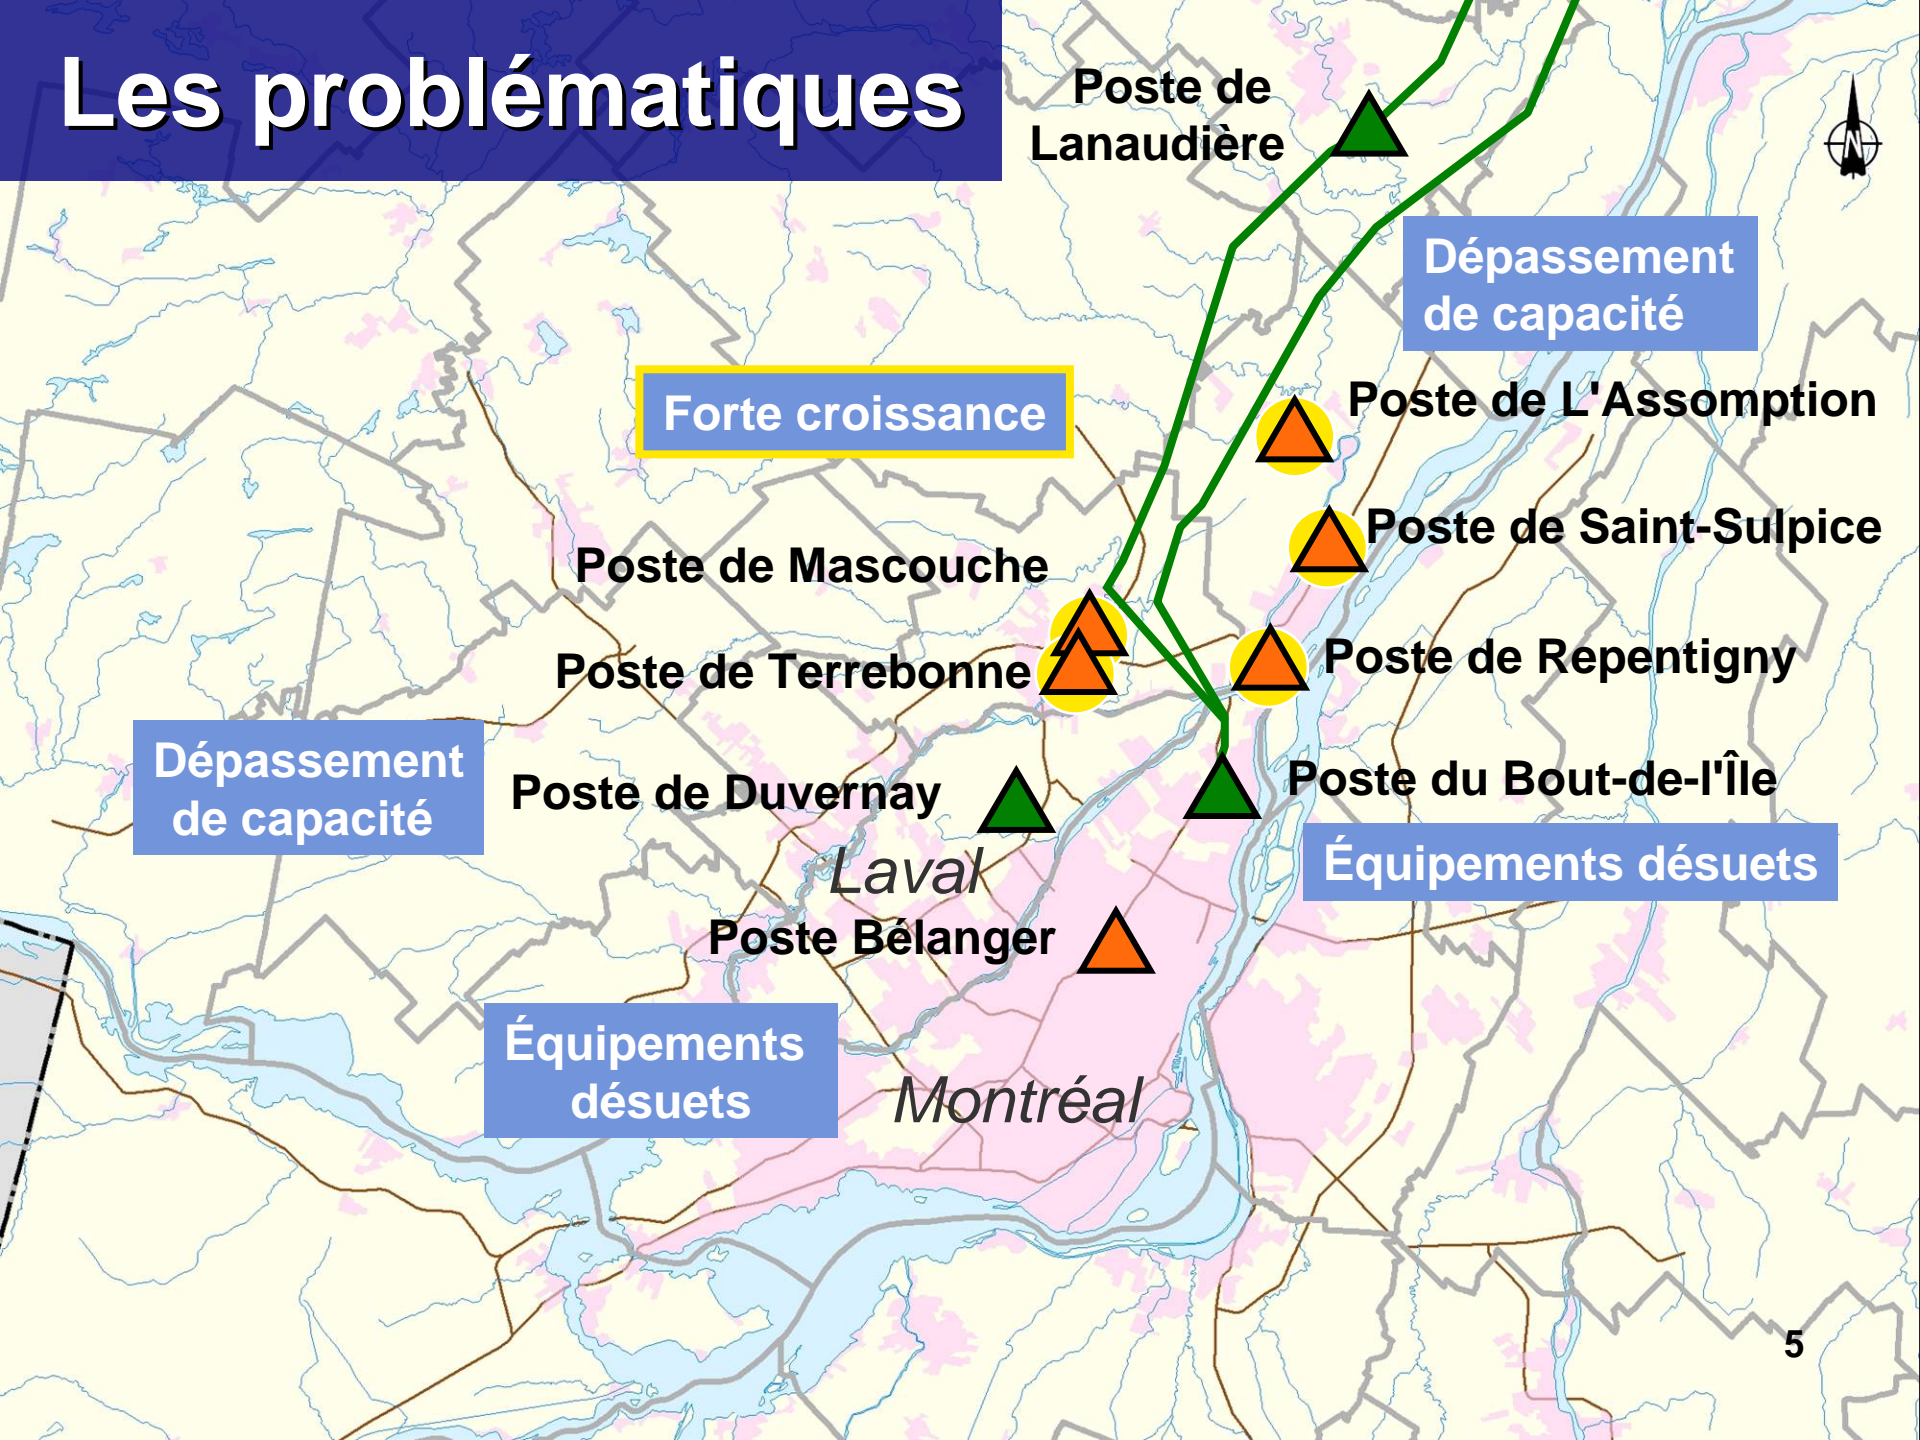 Les problématiques
Poste de
Lanaudière
N
Dépassement
de capacité
Forte croissance
Poste de L'Assomption
Poste de Saint-Sulpice
Poste de Mascouche
Poste de Terrebonne
Poste de Repentigny
Dépassement
de capacité
Poste de Duvernay
Poste du Bout-de-l'Île
Laval
Équipements désuets
Poste Bélanger
Équipements
désuets
Montréal
5